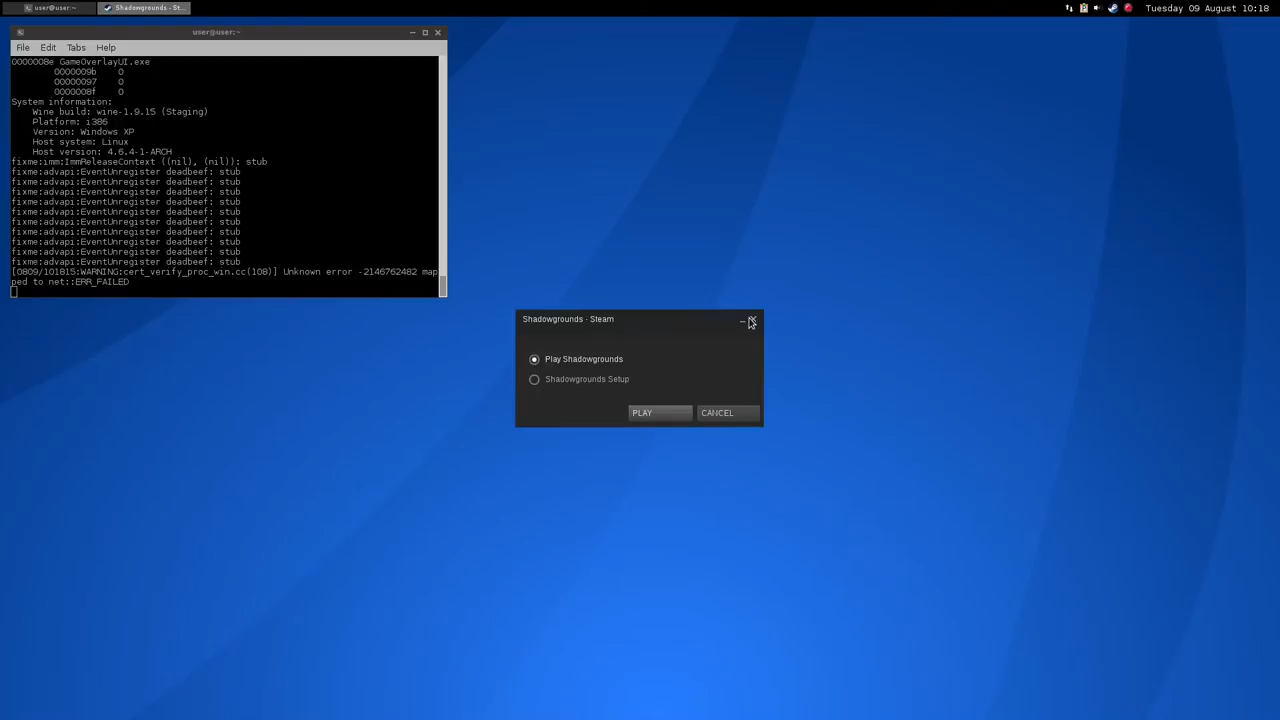 user@user:~
Shadowgrounds - St...
Tuesday 09 August 10:18
user@user:~
File Edit Tabs Help
0000008e GameOverlayUI.exe
0000009b 0
00000097 0
0000008f 0
System information:
Wine build: wine-1.9.15 (Staging)
Platform: i386
Version: Windows XP
Host system: Linux
Host version: 4.6.4-1-ARCH
fixme:imm:ImmReleaseContext ((nil), (nil)): stub
fixme:advapi:EventUnregister deadbeef: stub
fixme:advapi:EventUnregister deadbeef: stub
fixme:advapi:EventUnregister deadbeef: stub
fixme:advapi:EventUnregister deadbeef: stub
fixme:advapi:EventUnregister deadbeef: stub
fixme:advapi:EventUnregister deadbeef: stub
fixme:advapi:EventUnregister deadbeef: stub
fixme:advapi:EventUnregister deadbeef: stub
fixme:advapi:EventUnregister deadbeef: stub
fixme:advapi:EventUnregister deadbeef: stub
[0809/101815:WARNING:cert_verify_proc_win.cc(108)] Unknown error -2146762482 map
ped to net::ERR_FAILED
Shadowgrounds - Steam
Play Shadowgrounds
Shadowgrounds Setup
PLAY CANCEL